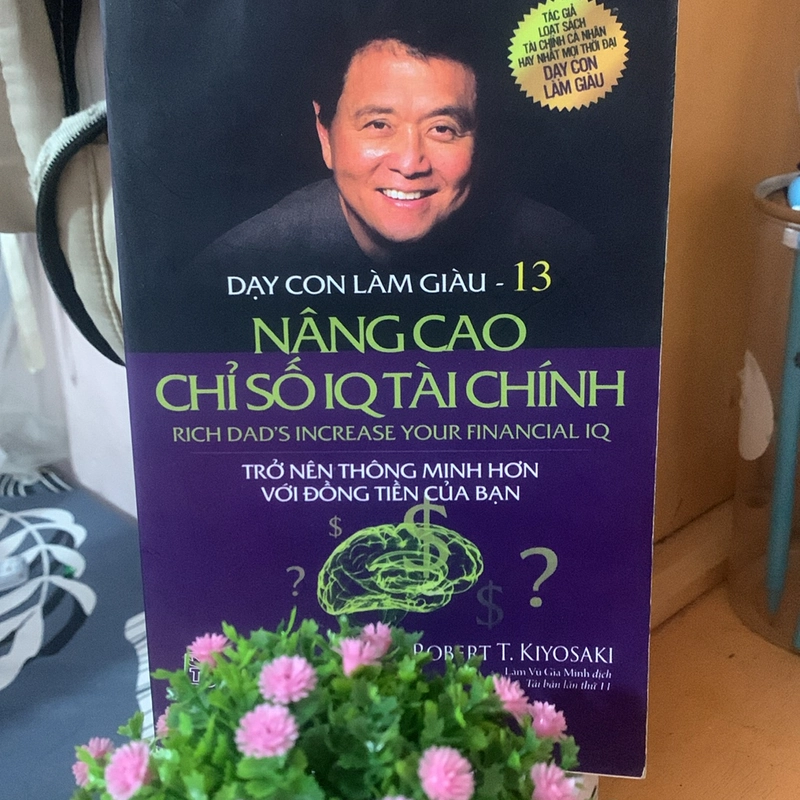 TÁC GIẢ
LOẠT SÁCH
TÀI CHÍNH CÁ NHÂN
HAY NHẤT MỌI THỜI ĐẠI
DẠY CON
LÀM GIÀU
DẠY CON LÀM GIÀU - 13
NÂNG CAO
CHỈ SỐ IQ TÀI CHÍNH
RICH DAD'S INCREASE YOUR FINANCIAL IQ
TRỞ NÊN THÔNG MINH HƠN
VỚI ĐỒNG TIỀN CỦA BẠN
$
$
?
?
$
ROBERT T. KIYOSAKI
Lâm Vũ Gia Minh dịch
Tái bản lần thứ 11